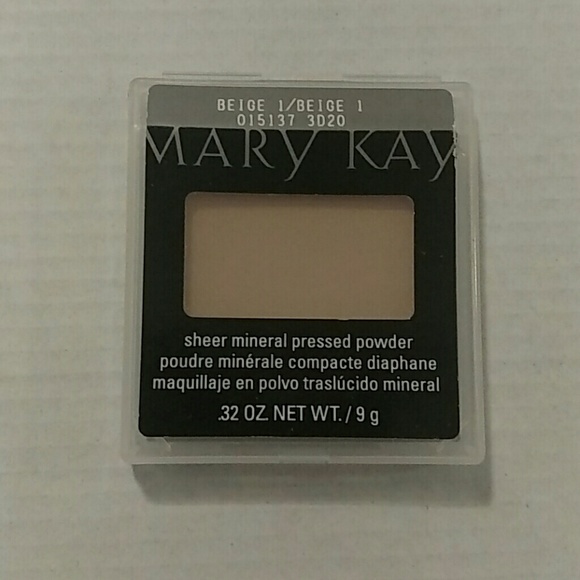 BEIGE 1/BEIGE 1
015137 3D20
MARY KAY
sheer mineral pressed powder
poudre minérale compacte diaphane
maquillaje en polvo traslúcido mineral
.32 OZ. NET WT. / 9 g